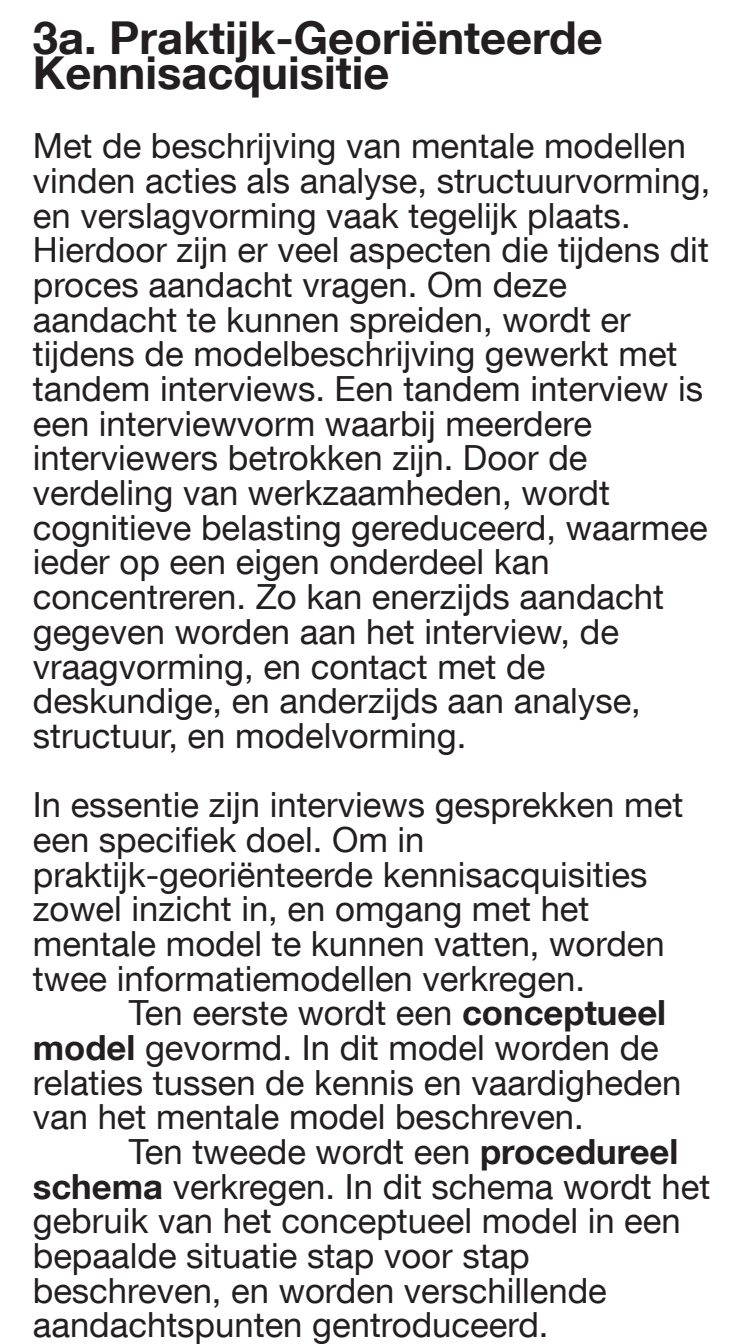 3a. Praktijk-Georiënteerde
Kennisacquisitie
Met de beschrijving van mentale modellen
vinden acties als analyse, structuurvorming,
en verslagvorming vaak tegelijk plaats.
Hierdoor zijn er veel aspecten die tijdens dit
proces aandacht vragen. Om deze
aandacht te kunnen spreiden, wordt er
tijdens de modelbeschrijving gewerkt met
tandem interviews. Een tandem interview is
een interviewvorm waarbij meerdere
interviewers betrokken zijn. Door de
verdeling van werkzaamheden, wordt
cognitieve belasting gereduceerd, waarmee
ieder op een eigen onderdeel kan
concentreren. Zo kan enerzijds aandacht
gegeven worden aan het interview, de
vraagvorming, en contact met de
deskundige, en anderzijds aan analyse,
structuur, en modelvorming.
In essentie zijn interviews gesprekken met
een specifiek doel. Om in
praktijk-georiënteerde kennisacquisities
zowel inzicht in, en omgang met het
mentale model te kunnen vatten, worden
twee informatiemodellen verkregen.
Ten eerste wordt een conceptueel
model gevormd. In dit model worden de
relaties tussen de kennis en vaardigheden
van het mentale model beschreven.
Ten tweede wordt een procedureel
schema verkregen. In dit schema wordt het
gebruik van het conceptueel model in een
bepaalde situatie stap voor stap
beschreven, en worden verschillende
aandachtspunten gentroduceerd.